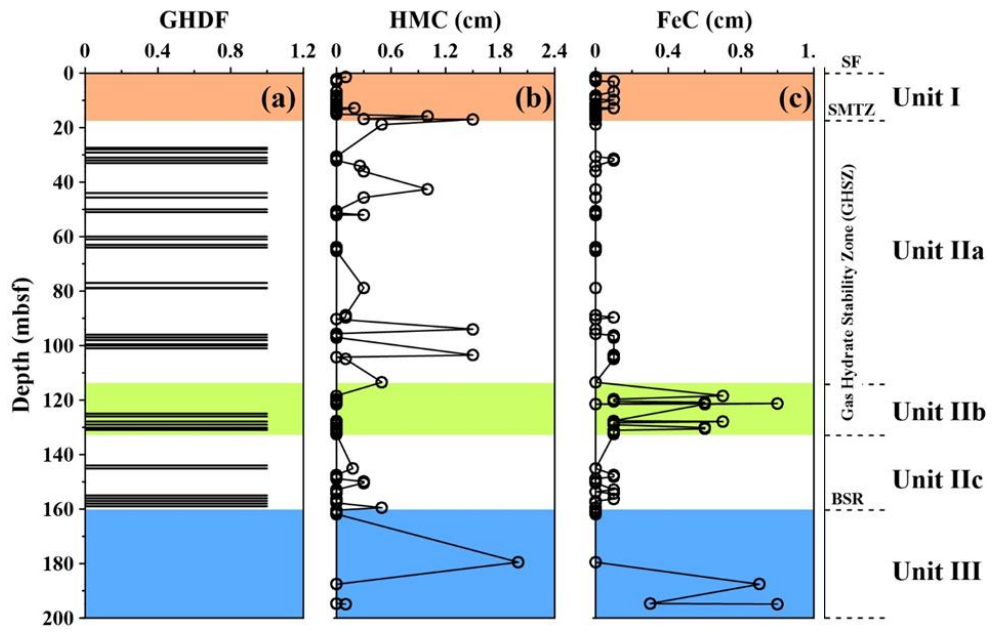 GHDF HMC (cm) FeC (cm)
0 0.4 0.8 1.2 0 0.6 1.2 1.8 2.4 0 0.4 0.8 1.2
SF
(a) (b) (c)
Unit I
SMTZ
Depth (mbsf)
0
20
40
60
80
100
120
140
160
180
200
Gas Hydrate Stability Zone (GHSZ)
Unit IIa
Unit IIb
Unit IIc
BSR
Unit III